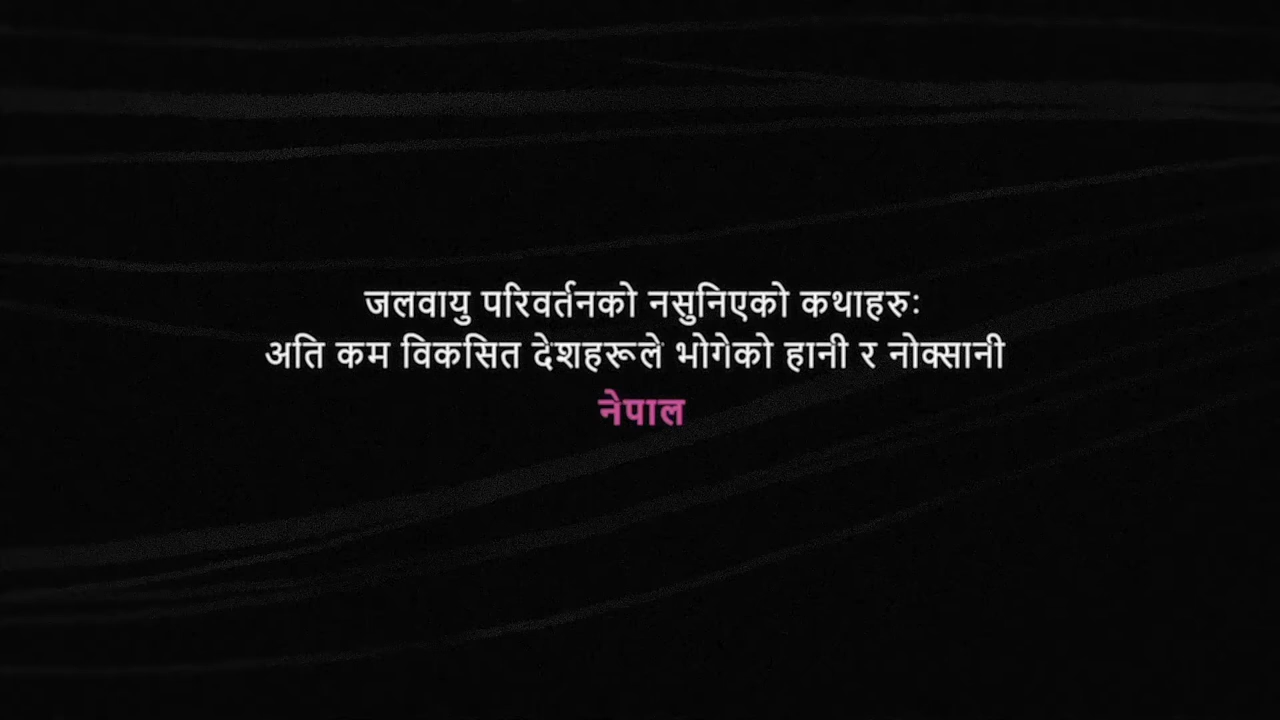 जलवायु परिवर्तनको नसुनिएको कथाहरु:
अति कम विकसित देशहरूले भोगेको हानी र नोक्सानी
नेपाल